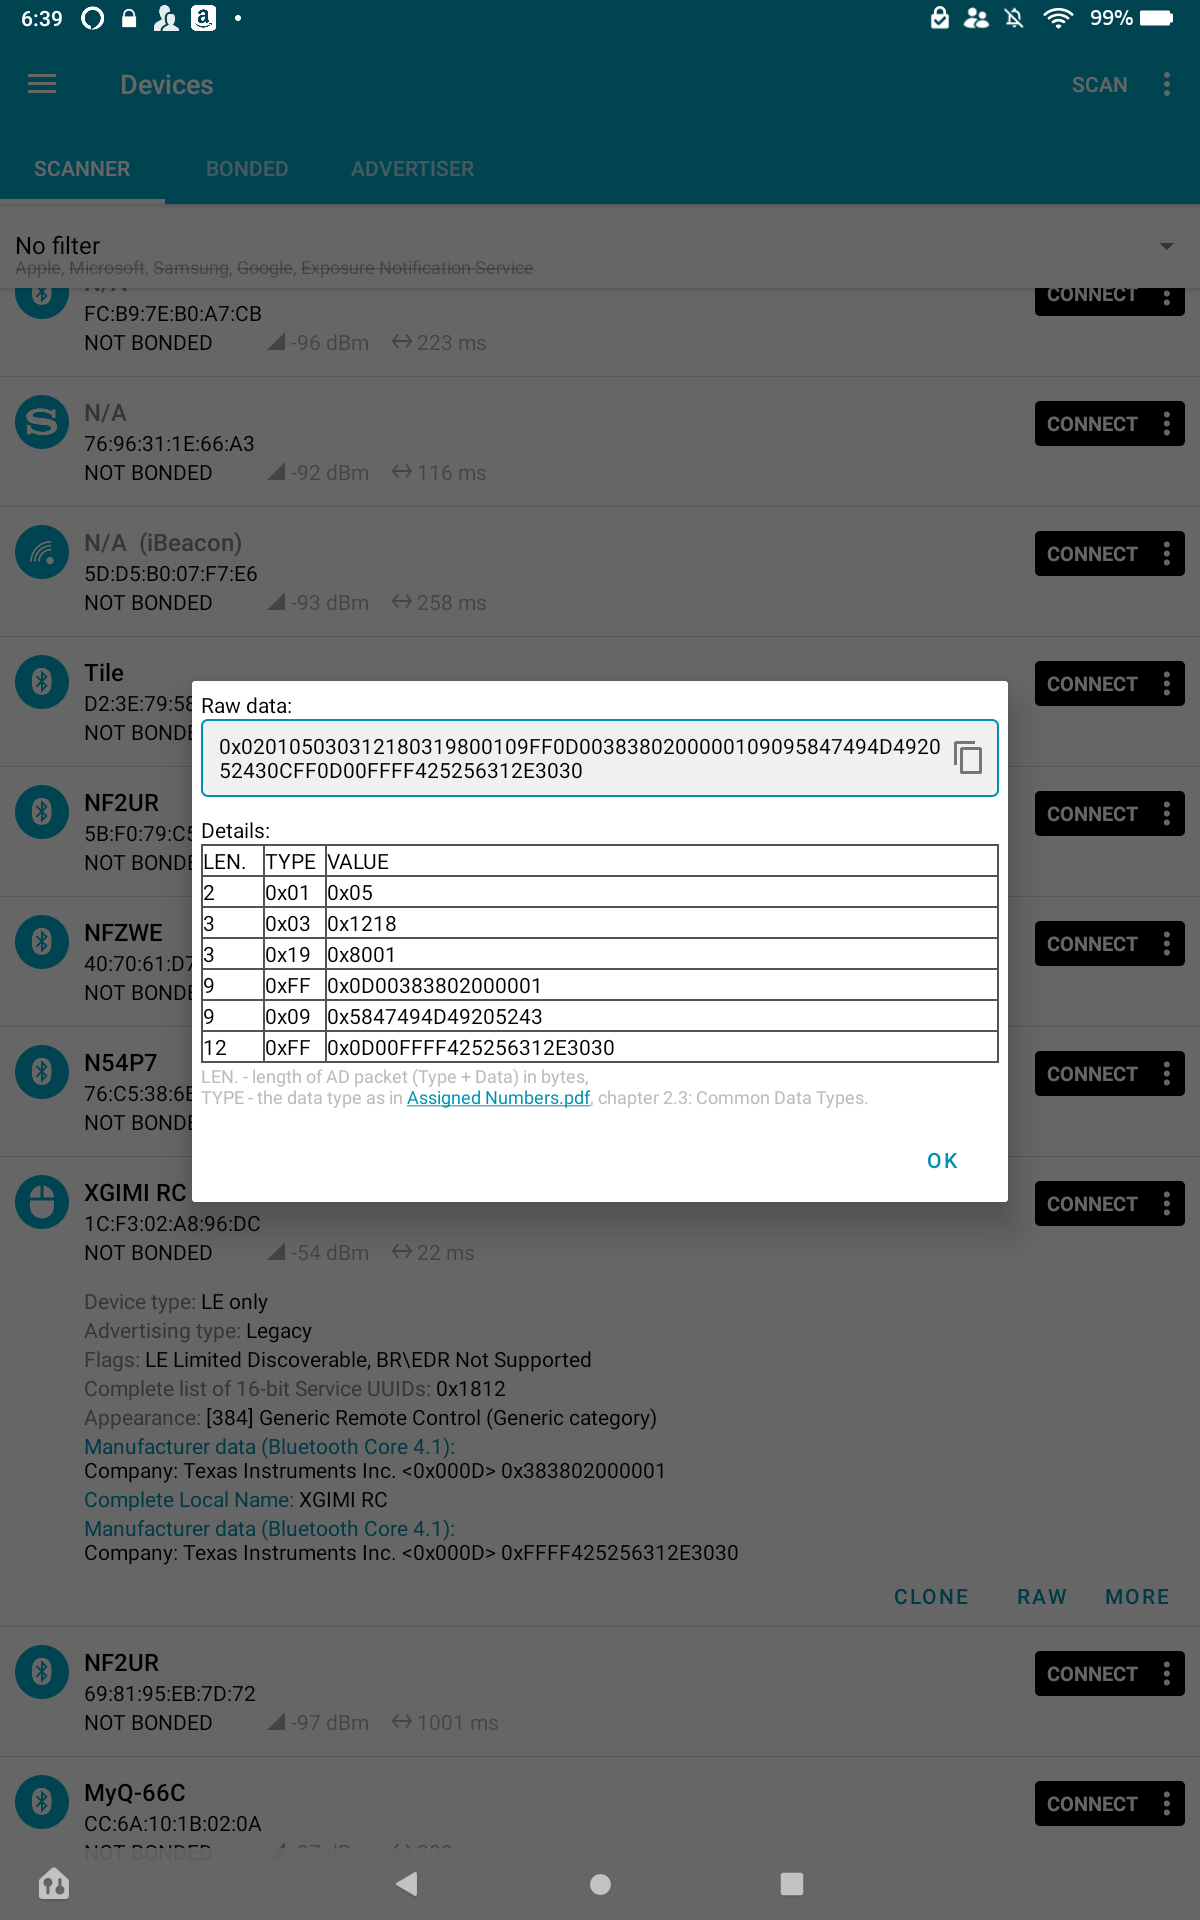 6:39
99%
Devices
SCAN
SCANNER BONDED ADVERTISER
No filter
Apple, Microsoft, Samsung, Google, Exposure Notification Service
N/A
CONNECT
FC:B9:7E:B0:A7:CB
NOT BONDED -96 dBm 223 ms
N/A
CONNECT
76:96:31:1E:66:A3
NOT BONDED -92 dBm 116 ms
N/A (iBeacon)
CONNECT
5D:D5:B0:07:F7:E6
NOT BONDED -93 dBm 258 ms
Tile
CONNECT
D2:3E:79:58
NOT BONDE
NF2UR
CONNECT
5B:F0:79:C5
NOT BONDE
NFZWE
CONNECT
40:70:61:D7
NOT BONDE
N54P7
CONNECT
76:C5:38:6E
NOT BONDE
Raw data:
0x020105030312180319800109FF0D003838020000010909584749​4D4920
52430CFF0D00FFFF425256312E3030
Details:
LEN. TYPE VALUE
2 0x01 0x05
3 0x03 0x1218
3 0x19 0x8001
9 0xFF 0x0D00383802000001
9 0x09 0x5847494D49205243
12 0xFF 0x0D00FFFF425256312E3030
LEN. - length of AD packet (Type + Data) in bytes,
TYPE - the data type as in Assigned Numbers.pdf, chapter 2.3: Common Data Types.
OK
XGIMI RC
CONNECT
1C:F3:02:A8:96:DC
NOT BONDED -54 dBm 22 ms
Device type: LE only
Advertising type: Legacy
Flags: LE Limited Discoverable, BR\EDR Not Supported
Complete list of 16-bit Service UUIDs: 0x1812
Appearance: [384] Generic Remote Control (Generic category)
Manufacturer data (Bluetooth Core 4.1):
Company: Texas Instruments Inc. <0x000D> 0x383802000001
Complete Local Name: XGIMI RC
Manufacturer data (Bluetooth Core 4.1):
Company: Texas Instruments Inc. <0x000D> 0xFFFF425256312E3030
CLONE RAW MORE
NF2UR
CONNECT
69:81:95:EB:7D:72
NOT BONDED -97 dBm 1001 ms
MyQ-66C
CONNECT
CC:6A:10:1B:02:0A
NOT BONDED -97 dBm